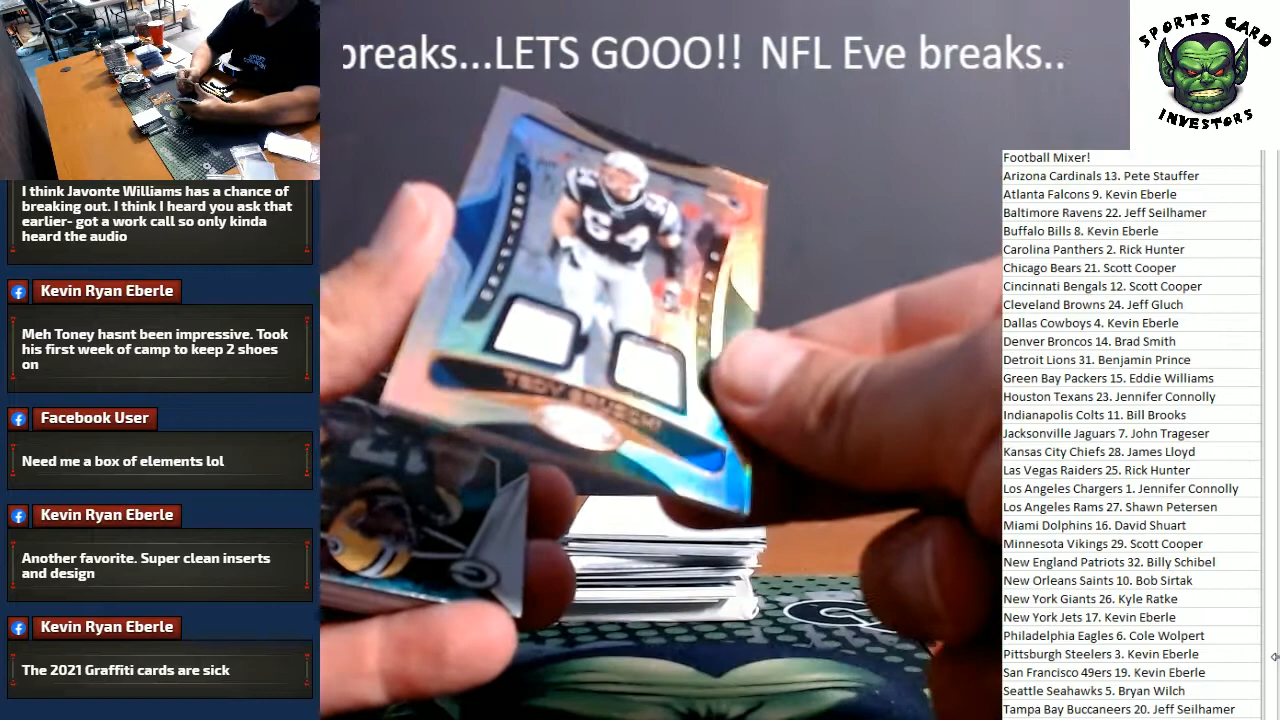 breaks...LETS GOOO!! NFL Eve breaks..
SPORTS CARD
INVESTORS
I think Javonte Williams has a chance of
breaking out. I think I heard you ask that
earlier- got a work call so only kinda
heard the audio
Kevin Ryan Eberle
Meh Toney hasnt been impressive. Took
his first week of camp to keep 2 shoes
on
Facebook User
Need me a box of elements lol
Kevin Ryan Eberle
Another favorite. Super clean inserts
and design
Kevin Ryan Eberle
The 2021 Graffiti cards are sick
54
TEDY BRUSCHI
Football Mixer!
Arizona Cardinals 13. Pete Stauffer
Atlanta Falcons 9. Kevin Eberle
Baltimore Ravens 22. Jeff Seilhamer
Buffalo Bills 8. Kevin Eberle
Carolina Panthers 2. Rick Hunter
Chicago Bears 21. Scott Cooper
Cincinnati Bengals 12. Scott Cooper
Cleveland Browns 24. Jeff Gluch
Dallas Cowboys 4. Kevin Eberle
Denver Broncos 14. Brad Smith
Detroit Lions 31. Benjamin Prince
Green Bay Packers 15. Eddie Williams
Houston Texans 23. Jennifer Connolly
Indianapolis Colts 11. Bill Brooks
Jacksonville Jaguars 7. John Trageser
Kansas City Chiefs 28. James Lloyd
Las Vegas Raiders 25. Rick Hunter
Los Angeles Chargers 1. Jennifer Connolly
Los Angeles Rams 27. Shawn Petersen
Miami Dolphins 16. David Shuart
Minnesota Vikings 29. Scott Cooper
New England Patriots 32. Billy Schibel
New Orleans Saints 10. Bob Sirtak
New York Giants 26. Kyle Ratke
New York Jets 17. Kevin Eberle
Philadelphia Eagles 6. Cole Wolpert
Pittsburgh Steelers 3. Kevin Eberle
San Francisco 49ers 19. Kevin Eberle
Seattle Seahawks 5. Bryan Wilch
Tampa Bay Buccaneers 20. Jeff Seilhamer